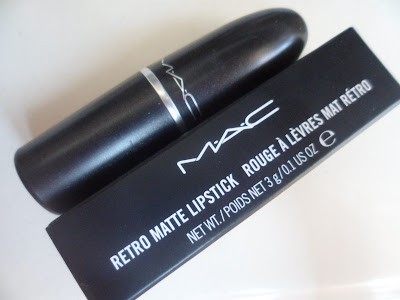 MAC
MAC
RETRO MATTE LIPSTICK ROUGE À LÈVRES MAT RÉTRO
NET WT./POIDS NET 3 g/0.1 US OZ ℮